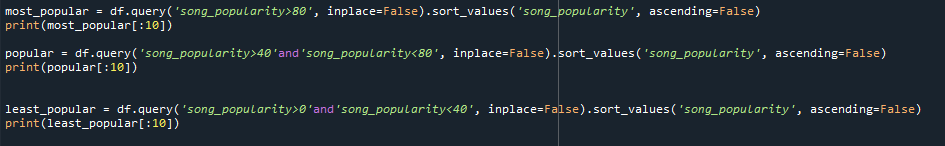 most_popular = df.query('song_popularity>80', inplace=False).sort_values('song_popularity', ascending=False)
print(most_popular[:10])
popular = df.query('song_popularity>40'and'song_popularity<80', inplace=False).sort_values('song_popularity', ascending=False)
print(popular[:10])
least_popular = df.query('song_popularity>0'and'song_popularity<40', inplace=False).sort_values('song_popularity', ascending=False)
print(least_popular[:10])